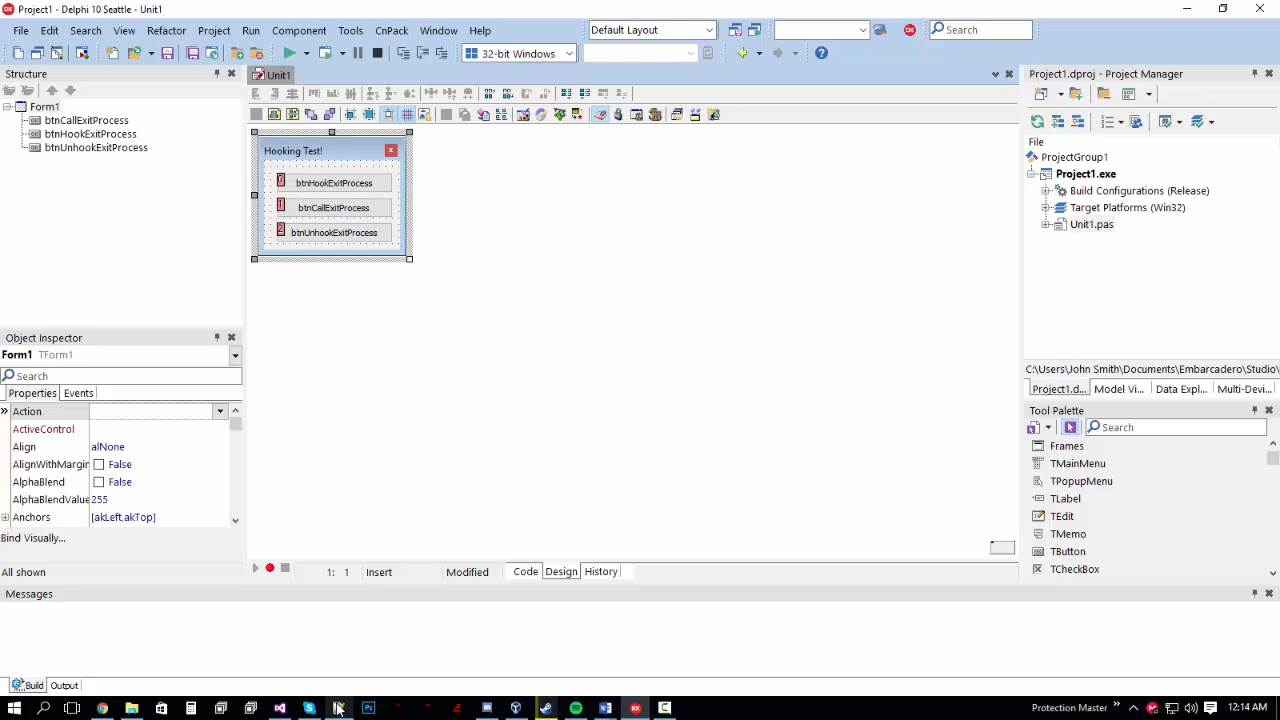 Project1 - Delphi 10 Seattle - Unit1
File Edit Search View Refactor Project Run Component Tools CnPack Window Help
Default Layout
Search
32-bit Windows
Structure
Form1
btnCallExitProcess
btnHookExitProcess
btnUnhookExitProcess
Unit1
Hooking Test!
btnHookExitProcess
btnCallExitProcess
btnUnhookExitProcess
Object Inspector
Form1 TForm1
Search
Properties Events
Action
ActiveControl
Align alNone
AlignWithMargin False
AlphaBlend False
AlphaBlendValue 255
Anchors [akLeft,akTop]
Bind Visually...
All shown
1: 1 Insert Modified Code Design History
Project1.dproj - Project Manager
File
ProjectGroup1
Project1.exe
Build Configurations (Release)
Target Platforms (Win32)
Unit1.pas
C:\Users\John Smith\Documents\Embarcadero\Studio\
Project1.d... Model Vi... Data Expl... Multi-Devi...
Tool Palette
Search
Frames
TMainMenu
TPopupMenu
TLabel
TEdit
TMemo
TButton
TCheckBox
Messages
Build Output
Protection Master 12:14 AM